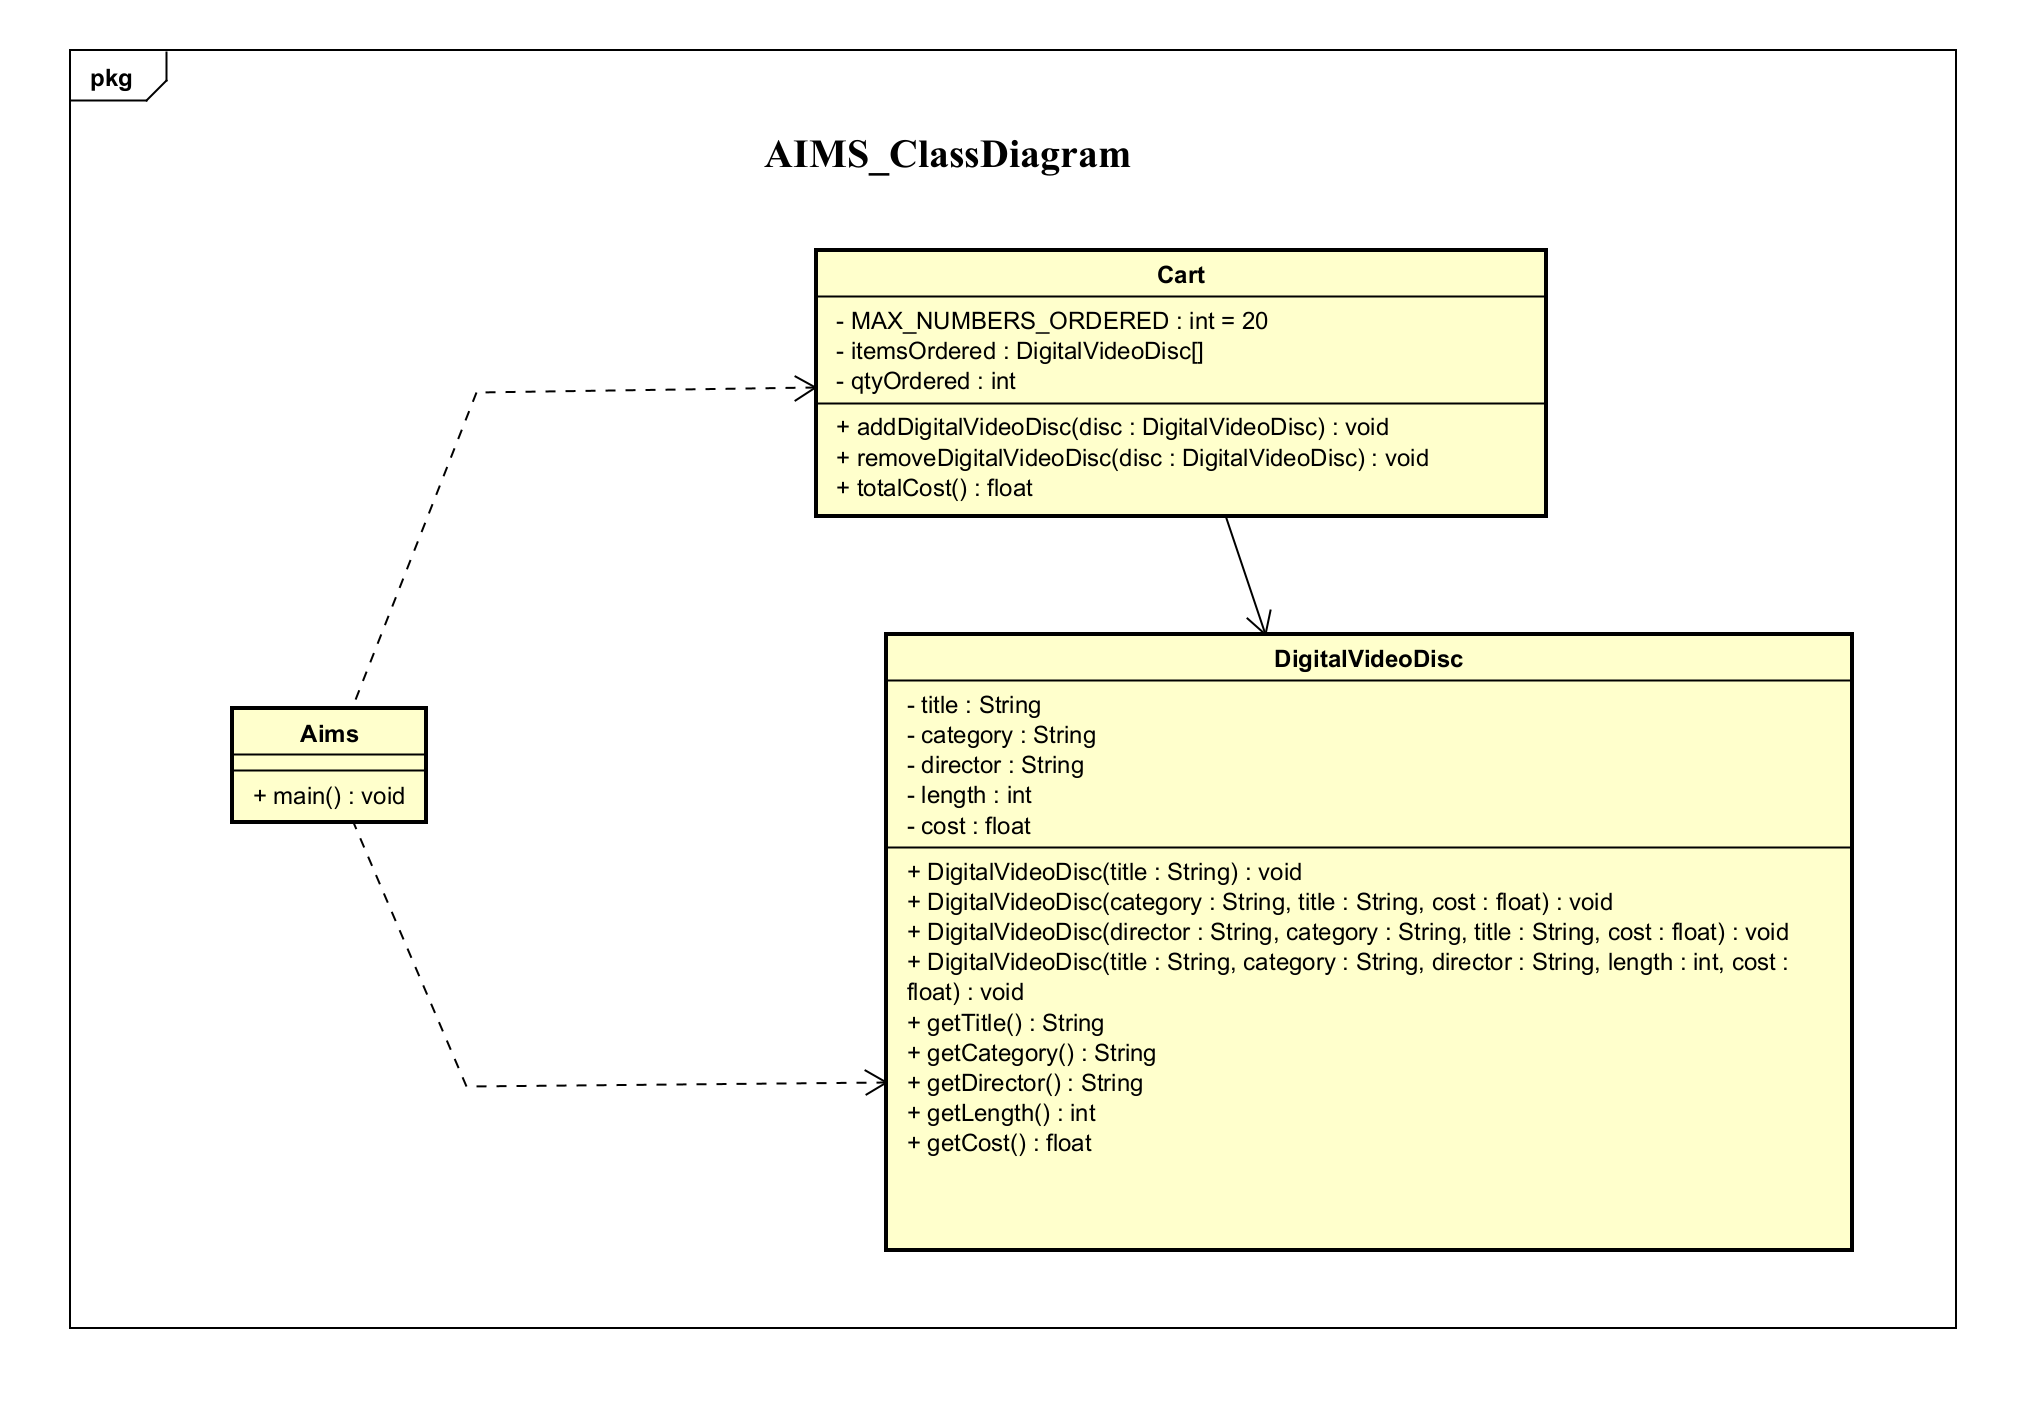 pkg
AIMS_ClassDiagram
Cart
- MAX_NUMBERS_ORDERED : int = 20
- itemsOrdered : DigitalVideoDisc[]
- qtyOrdered : int
+ addDigitalVideoDisc(disc : DigitalVideoDisc) : void
+ removeDigitalVideoDisc(disc : DigitalVideoDisc) : void
+ totalCost() : float
Aims
+ main() : void
DigitalVideoDisc
- title : String
- category : String
- director : String
- length : int
- cost : float
+ DigitalVideoDisc(title : String) : void
+ DigitalVideoDisc(category : String, title : String, cost : float) : void
+ DigitalVideoDisc(director : String, category : String, title : String, cost : float) : void
+ DigitalVideoDisc(title : String, category : String, director : String, length : int, cost :
float) : void
+ getTitle() : String
+ getCategory() : String
+ getDirector() : String
+ getLength() : int
+ getCost() : float